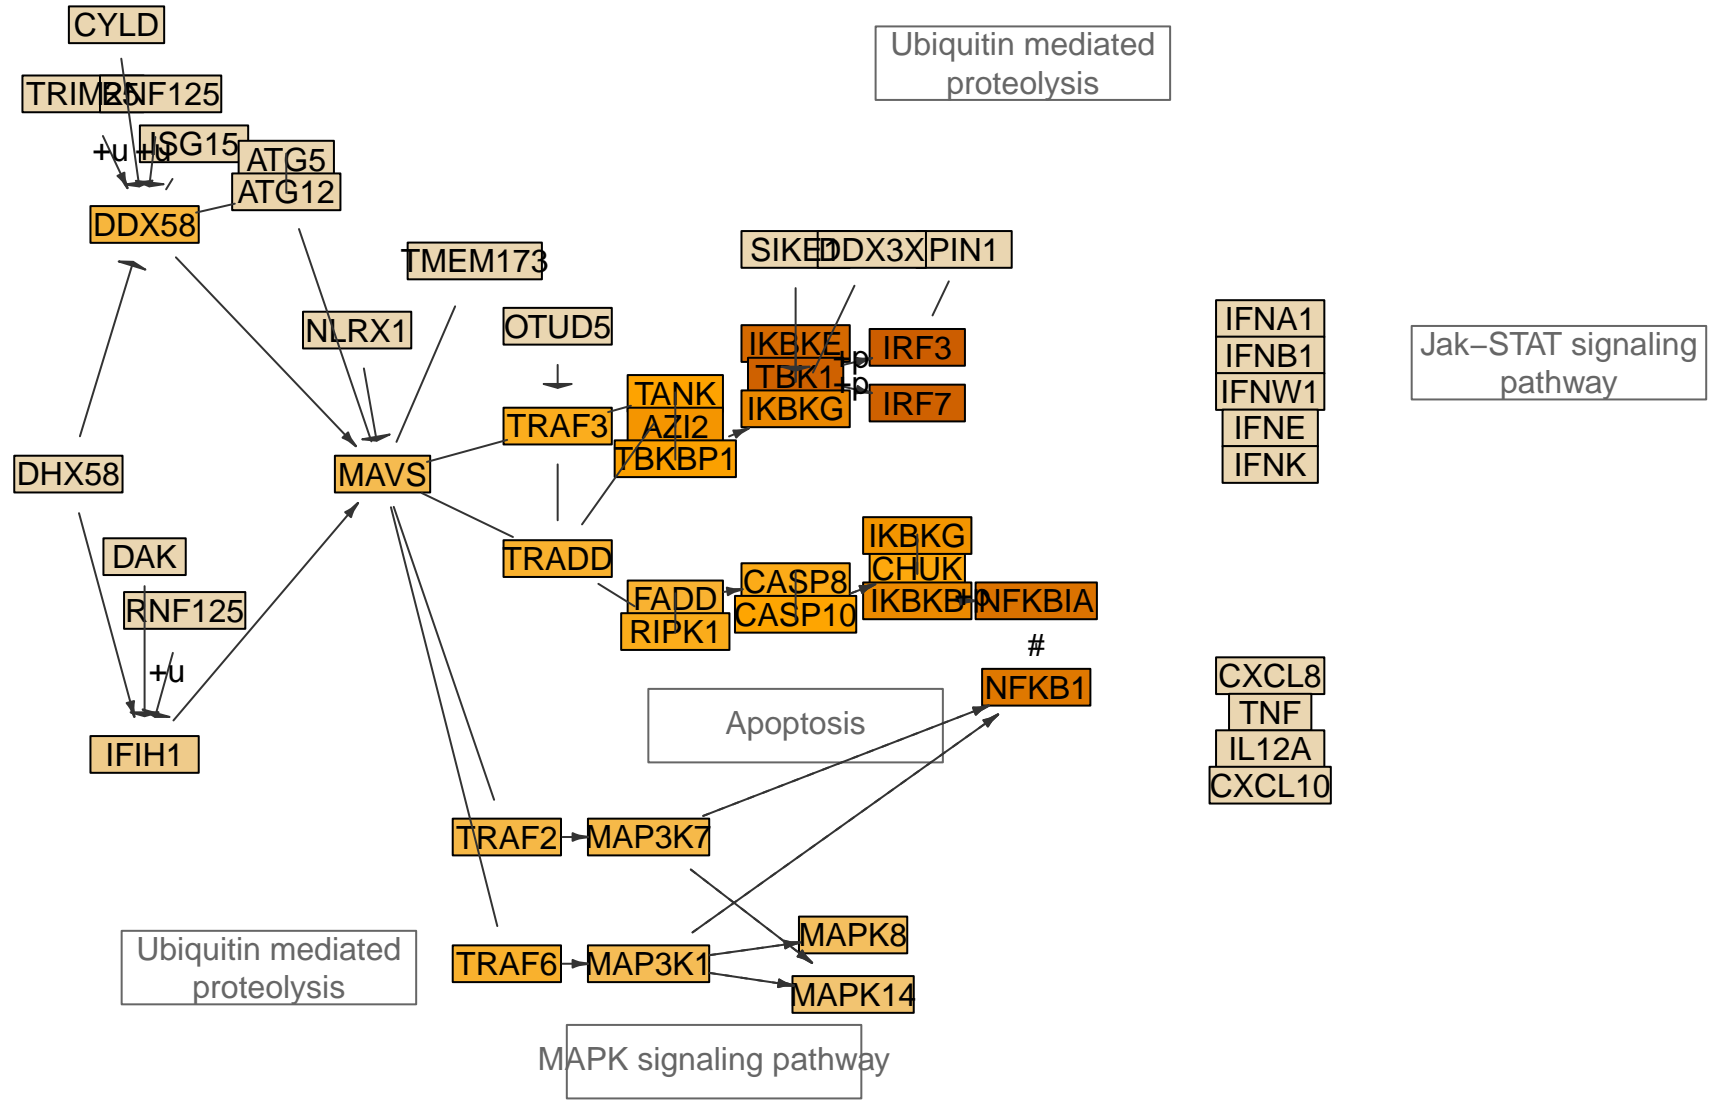 CYLD
Ubiquitin mediated
proteolysis
TRIM25
RNF125
ISG15
+u
+u
ATG5
ATG12
DDX58
TMEM173
SIKE1
DDX3X
PIN1
NLRX1
OTUD5
IKBKE
TBK1
IKBKG
+p
+p
IRF3
IRF7
IFNA1
IFNB1
IFNW1
IFNE
IFNK
Jak−STAT signaling
pathway
TANK
AZI2
TBKBP1
TRAF3
DHX58
MAVS
DAK
RNF125
+u
TRADD
FADD
RIPK1
CASP8
CASP10
IKBKG
CHUK
IKBKB
+p
NFKBIA
#
NFKB1
CXCL8
TNF
IL12A
CXCL10
IFIH1
Apoptosis
TRAF2
MAP3K7
TRAF6
MAP3K1
MAPK8
MAPK14
Ubiquitin mediated
proteolysis
MAPK signaling pathway